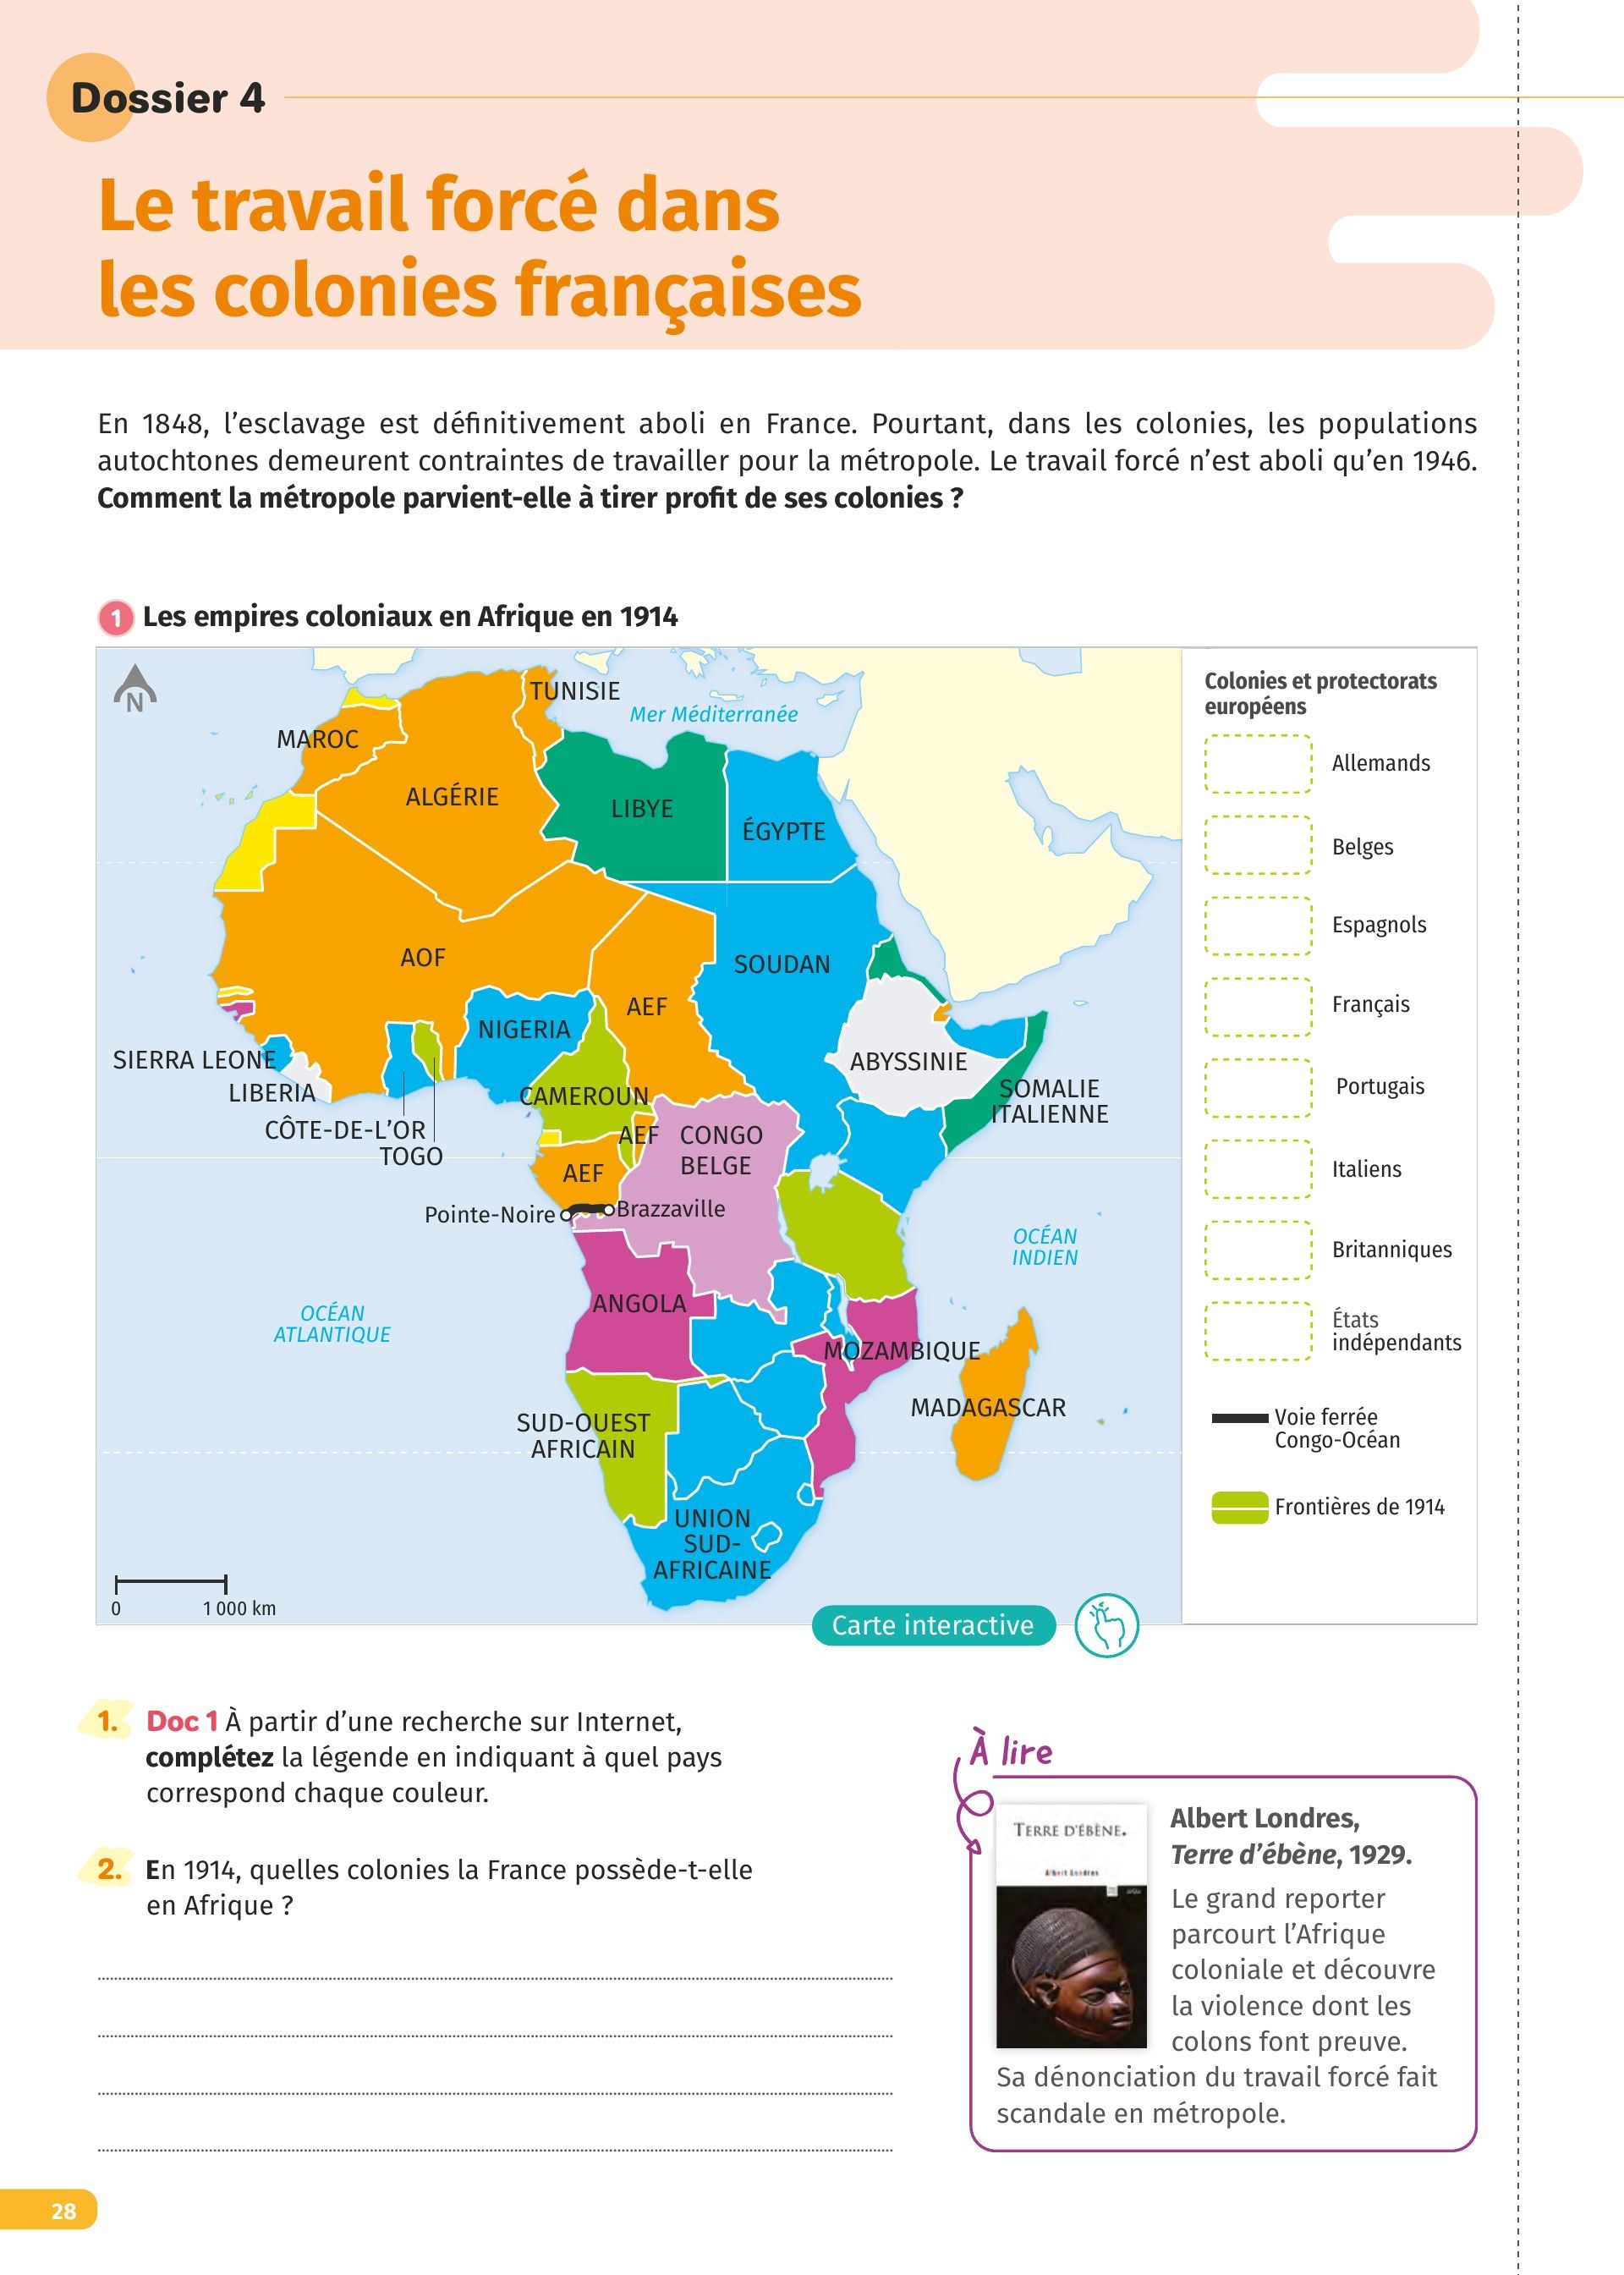 Dossier 4
Le travail forcé dans
les colonies françaises
En 1848, l’esclavage est définitivement aboli en France. Pourtant, dans les colonies, les populations
autochtones demeurent contraintes de travailler pour la métropole. Le travail forcé n’est aboli qu’en 1946.
Comment la métropole parvient-elle à tirer profit de ses colonies ?
1 Les empires coloniaux en Afrique en 1914
N
TUNISIE
Mer Méditerranée
MAROC
ALGÉRIE
LIBYE
ÉGYPTE
AOF
SOUDAN
AEF
NIGERIA
SIERRA LEONE
ABYSSINIE
LIBERIA
CAMEROUN
SOMALIE
ITALIENNE
CÔTE-DE-L’OR
TOGO
AEF
CONGO
BELGE
AEF
Pointe-Noire
Brazzaville
OCÉAN
INDIEN
ANGOLA
OCÉAN
ATLANTIQUE
MOZAMBIQUE
MADAGASCAR
SUD-OUEST
AFRICAIN
UNION
SUD-
AFRICAINE
0 1 000 km
Carte interactive
Colonies et protectorats
européens
Allemands
Belges
Espagnols
Français
Portugais
Italiens
Britanniques
États
indépendants
Voie ferrée
Congo-Océan
Frontières de 1914
1. Doc 1 À partir d’une recherche sur Internet,
complétez la légende en indiquant à quel pays
correspond chaque couleur.
2. En 1914, quelles colonies la France possède-t-elle
en Afrique ?
À lire
TERRE D’ÉBÈNE.
Albert Londres
Albert Londres,
Terre d’ébène, 1929.
Le grand reporter
parcourt l’Afrique
coloniale et découvre
la violence dont les
colons font preuve.
Sa dénonciation du travail forcé fait
scandale en métropole.
28